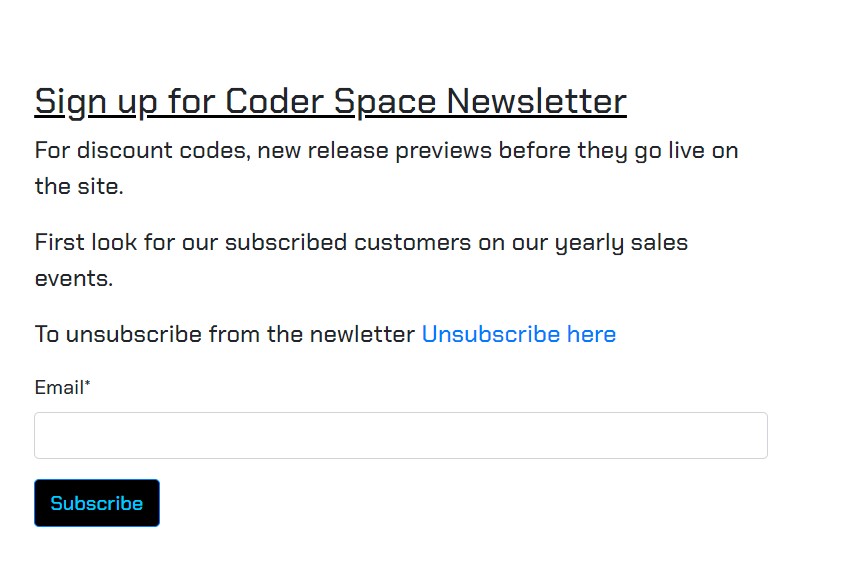 Sign up for Coder Space Newsletter
For discount codes, new release previews before they go live on
the site.
First look for our subscribed customers on our yearly sales
events.
To unsubscribe from the newletter Unsubscribe here
Email*
Subscribe